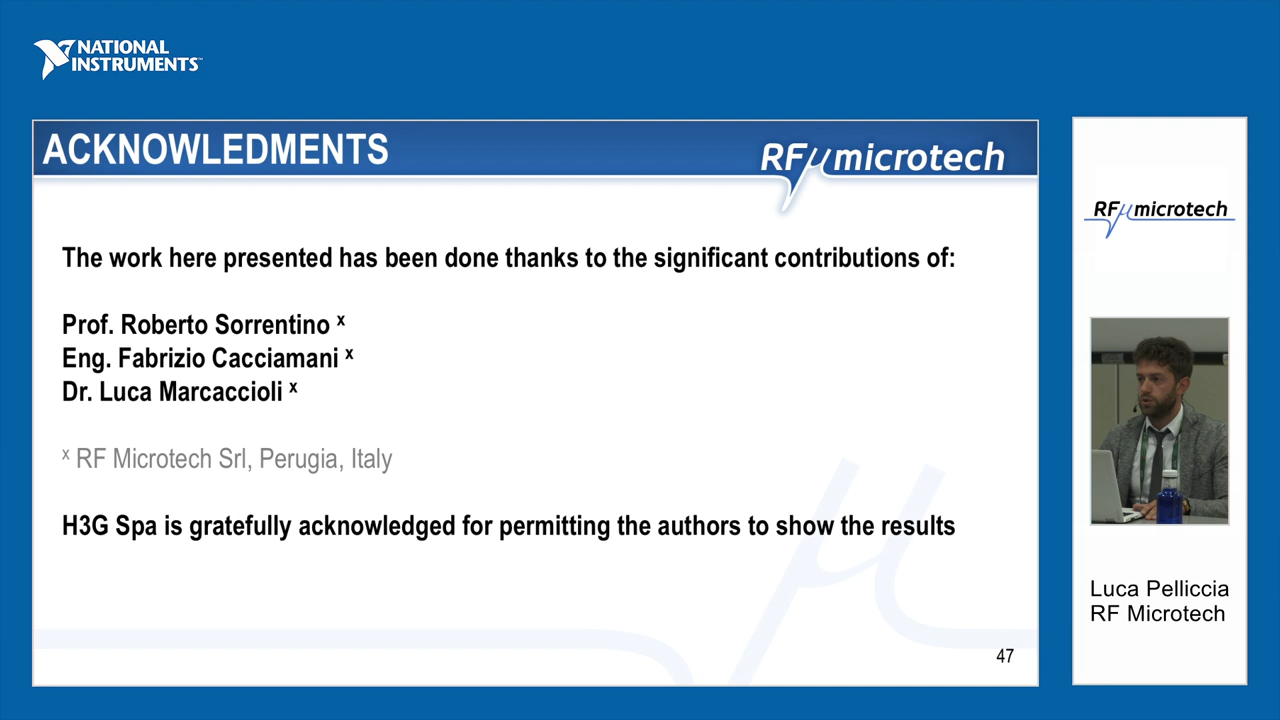 NATIONAL
INSTRUMENTS
ACKNOWLEDMENTS
RFμmicrotech
The work here presented has been done thanks to the significant contributions of:
Prof. Roberto Sorrentino x
Eng. Fabrizio Cacciamani x
Dr. Luca Marcaccioli x
x RF Microtech Srl, Perugia, Italy
H3G Spa is gratefully acknowledged for permitting the authors to show the results
47
RFμmicrotech
Luca Pelliccia
RF Microtech